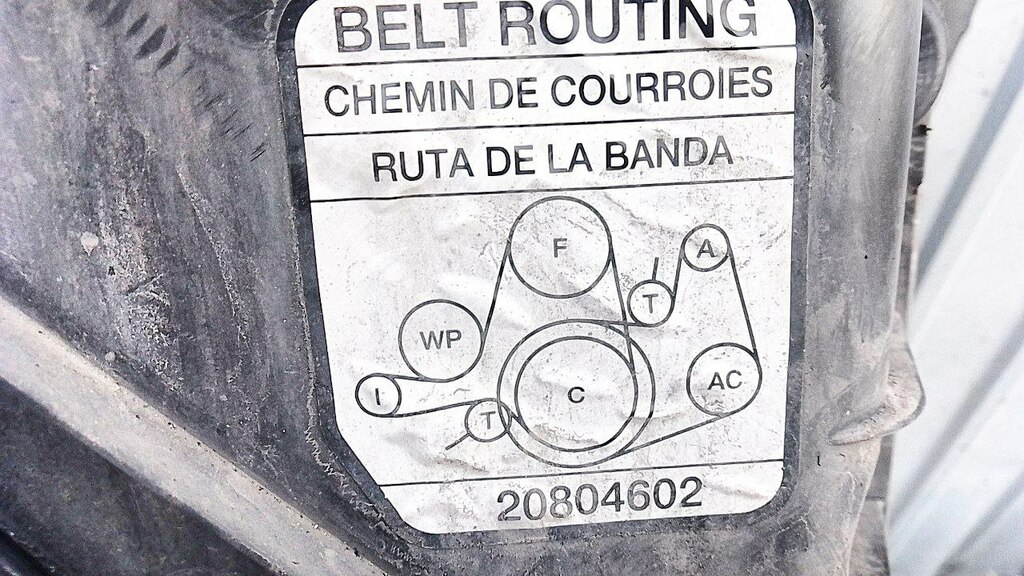 BELT ROUTING
CHEMIN DE COURROIES
RUTA DE LA BANDA
F
A
T
WP
AC
I
C
T
20804602